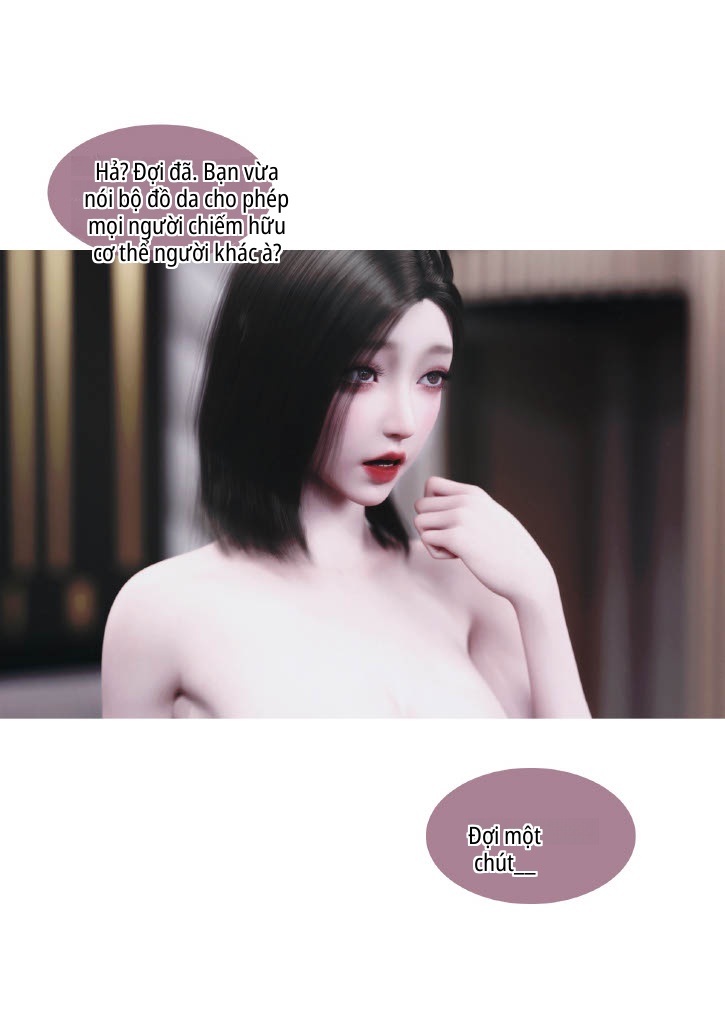 Hả? Đợi đã. Bạn vừa
nói bộ đồ da cho phép
mọi người chiếm hữu
cơ thể người khác à?
Đợi một
chút__